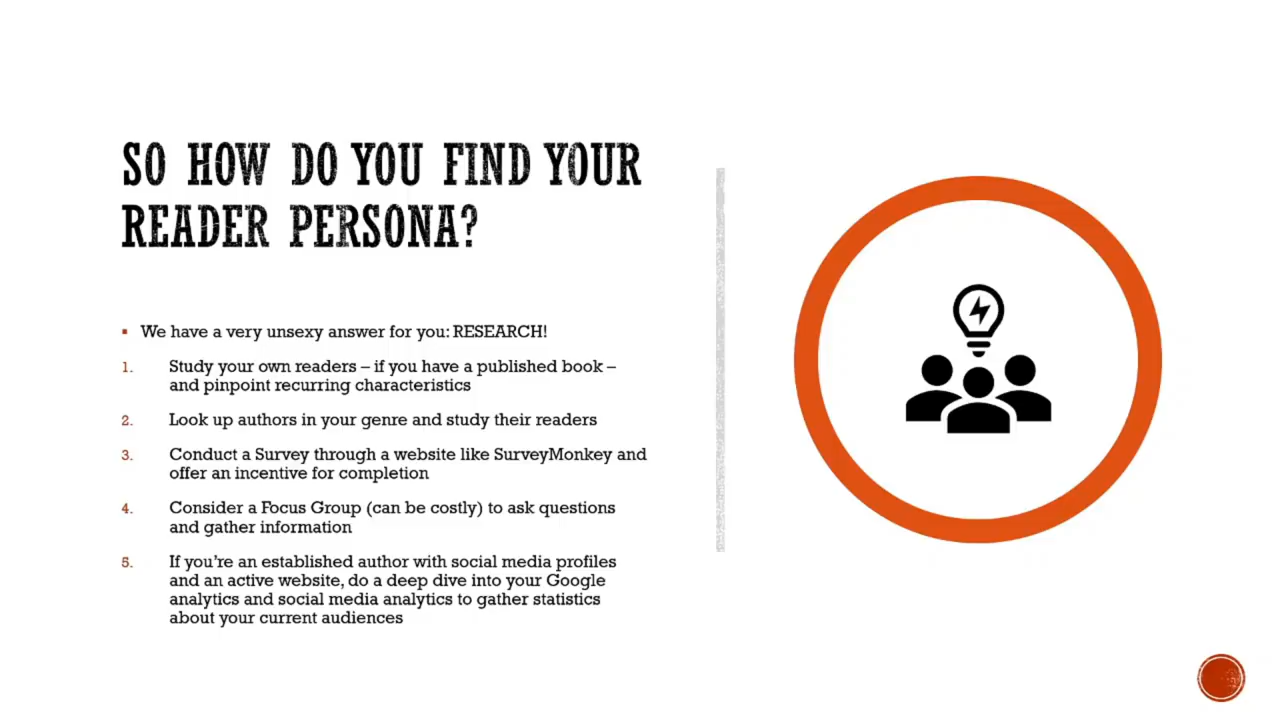 SO HOW DO YOU FIND YOUR
READER PERSONA?
▪ We have a very unsexy answer for you: RESEARCH!
1. Study your own readers – if you have a published book –
and pinpoint recurring characteristics
2. Look up authors in your genre and study their readers
3. Conduct a Survey through a website like SurveyMonkey and
offer an incentive for completion
4. Consider a Focus Group (can be costly) to ask questions
and gather information
5. If you’re an established author with social media profiles
and an active website, do a deep dive into your Google
analytics and social media analytics to gather statistics
about your current audiences